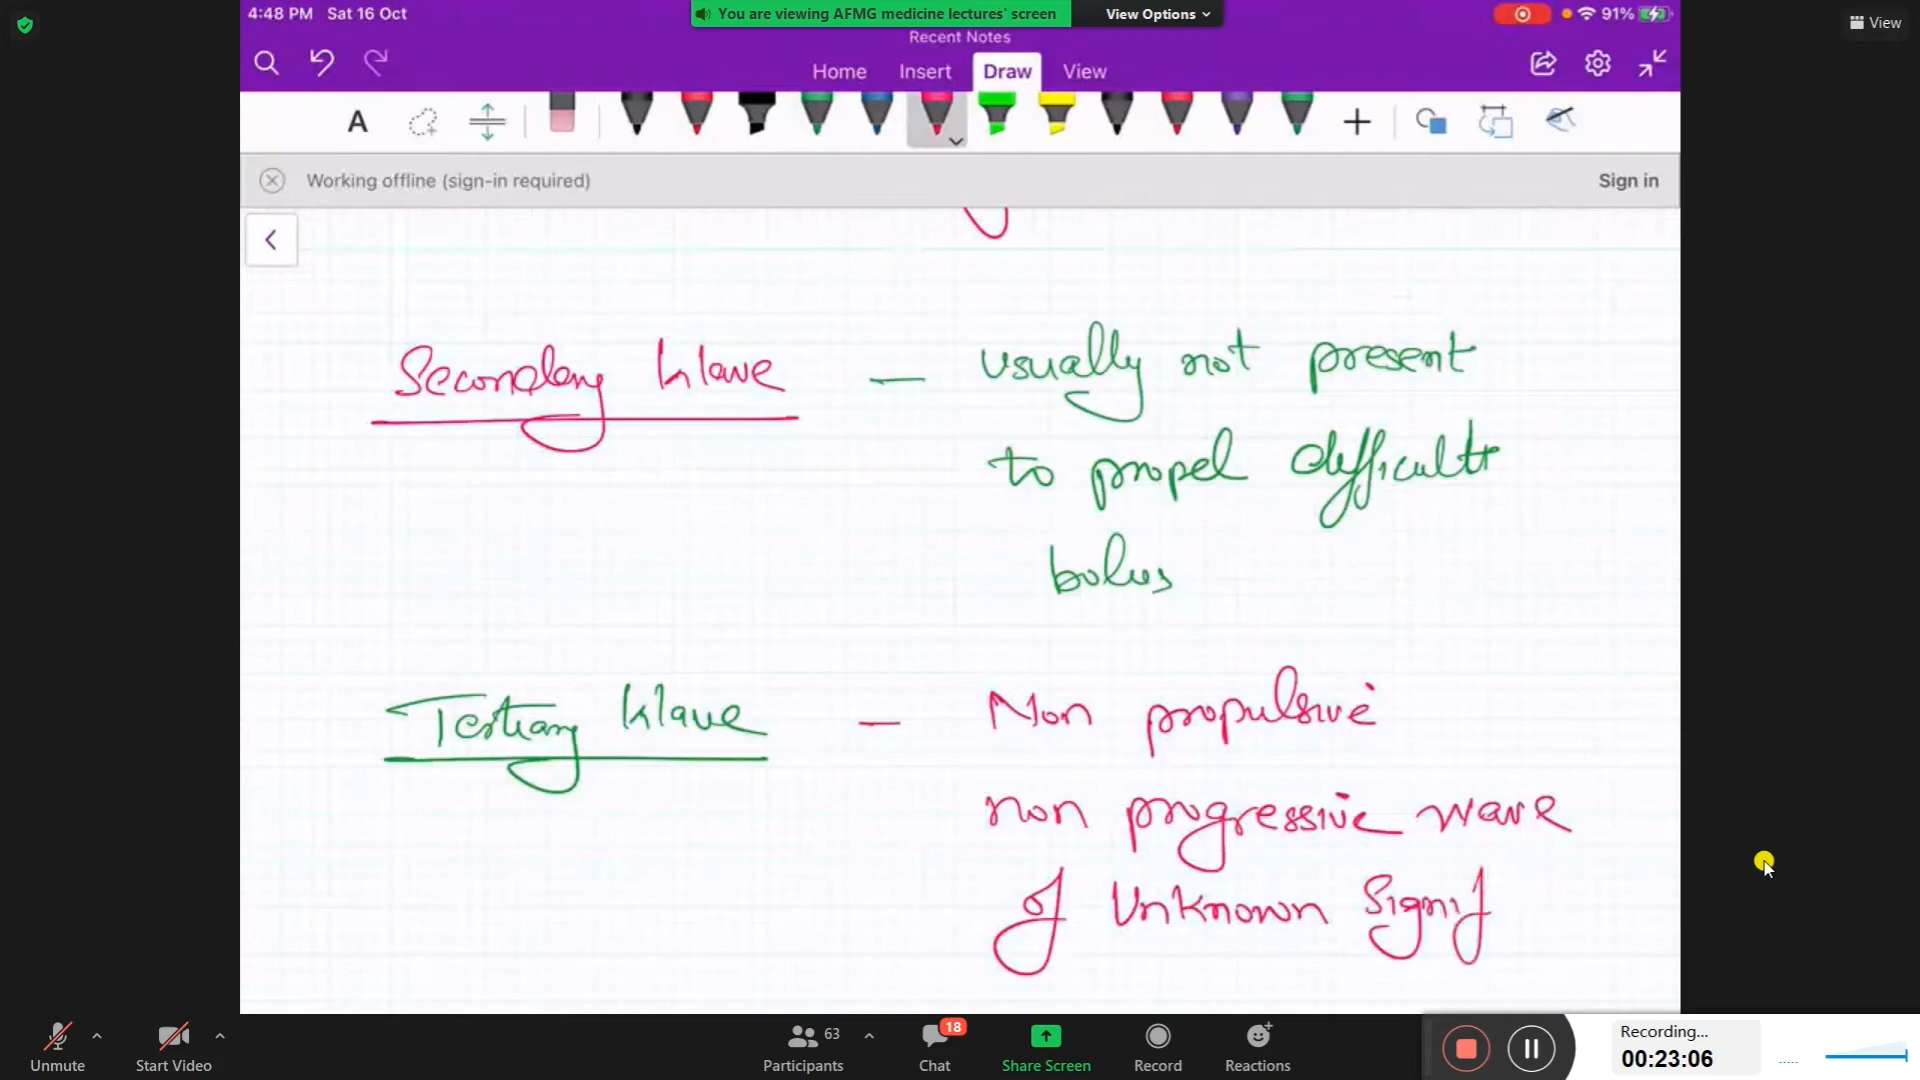 4:48 PM Sat 16 Oct
You are viewing AFMG medicine lectures' screen
View Options
91%
View
Recent Notes
Home Insert Draw View
A
Working offline (sign-in required)
Sign in
Secondary Wave — usually not present
to propel difficult
bolus
Tertiary Wave — Non propulsive
non progressive wave
of Unknown Signif
Recording...
00:23:06
63
18
Unmute
Start Video
Participants
Chat
Share Screen
Record
Reactions